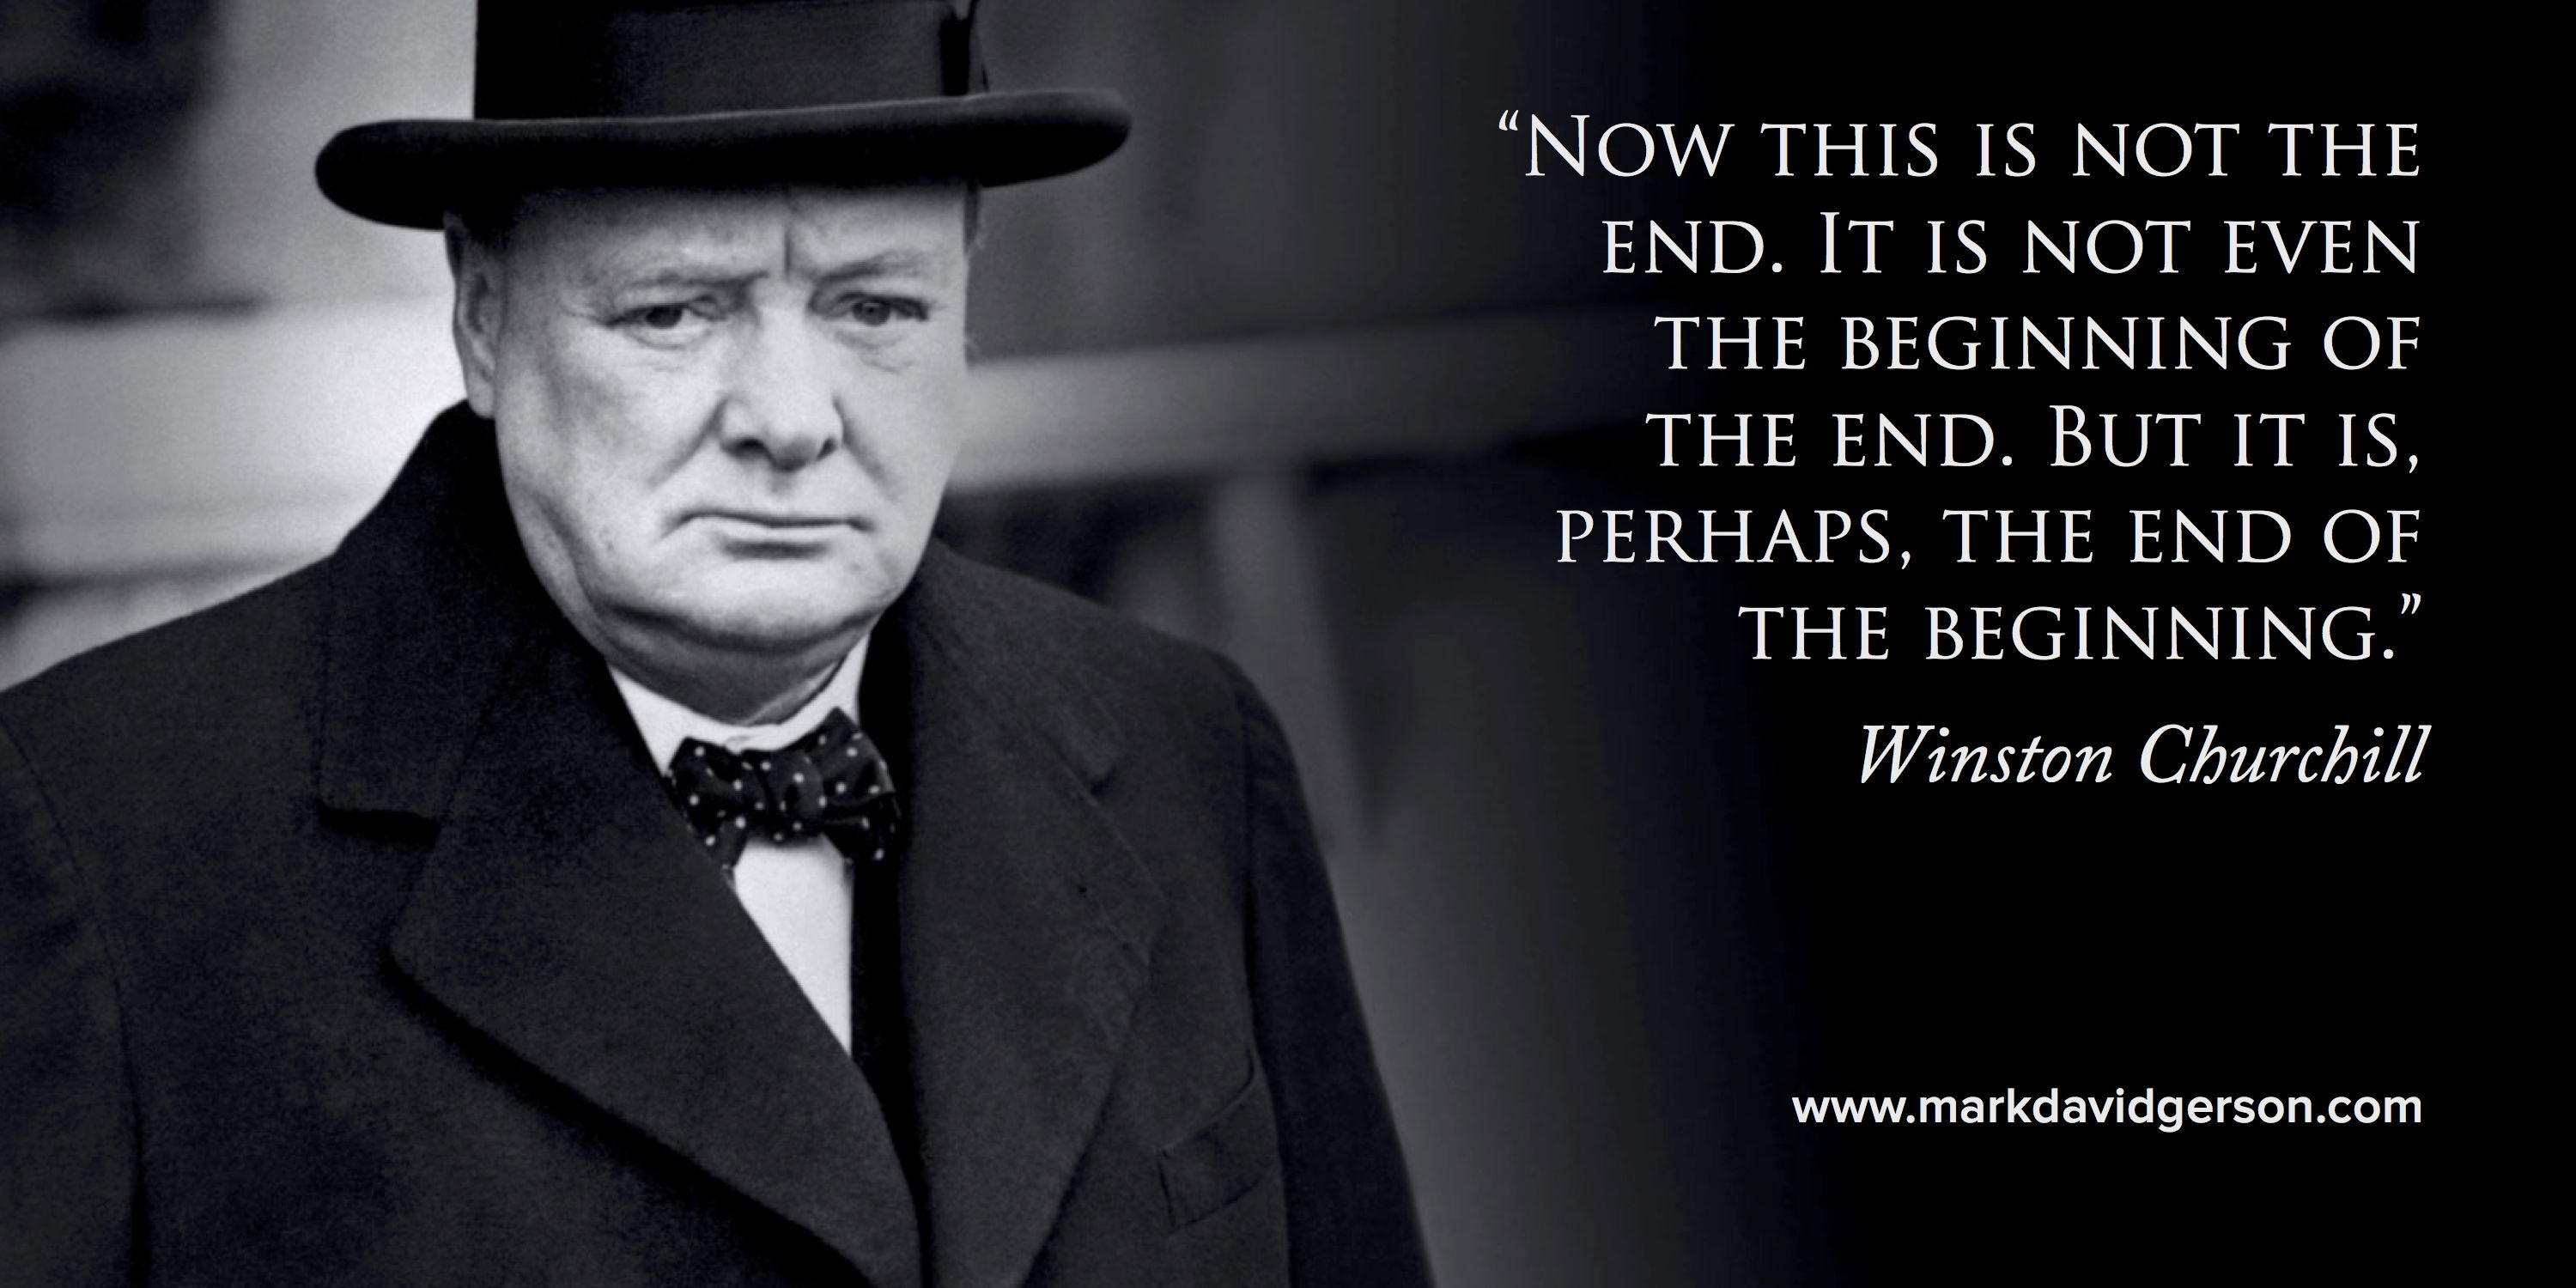 “Now this is not the
end. It is not even
the beginning of
the end. But it is,
perhaps, the end of
the beginning.”
Winston Churchill
www.markdavidgerson.com